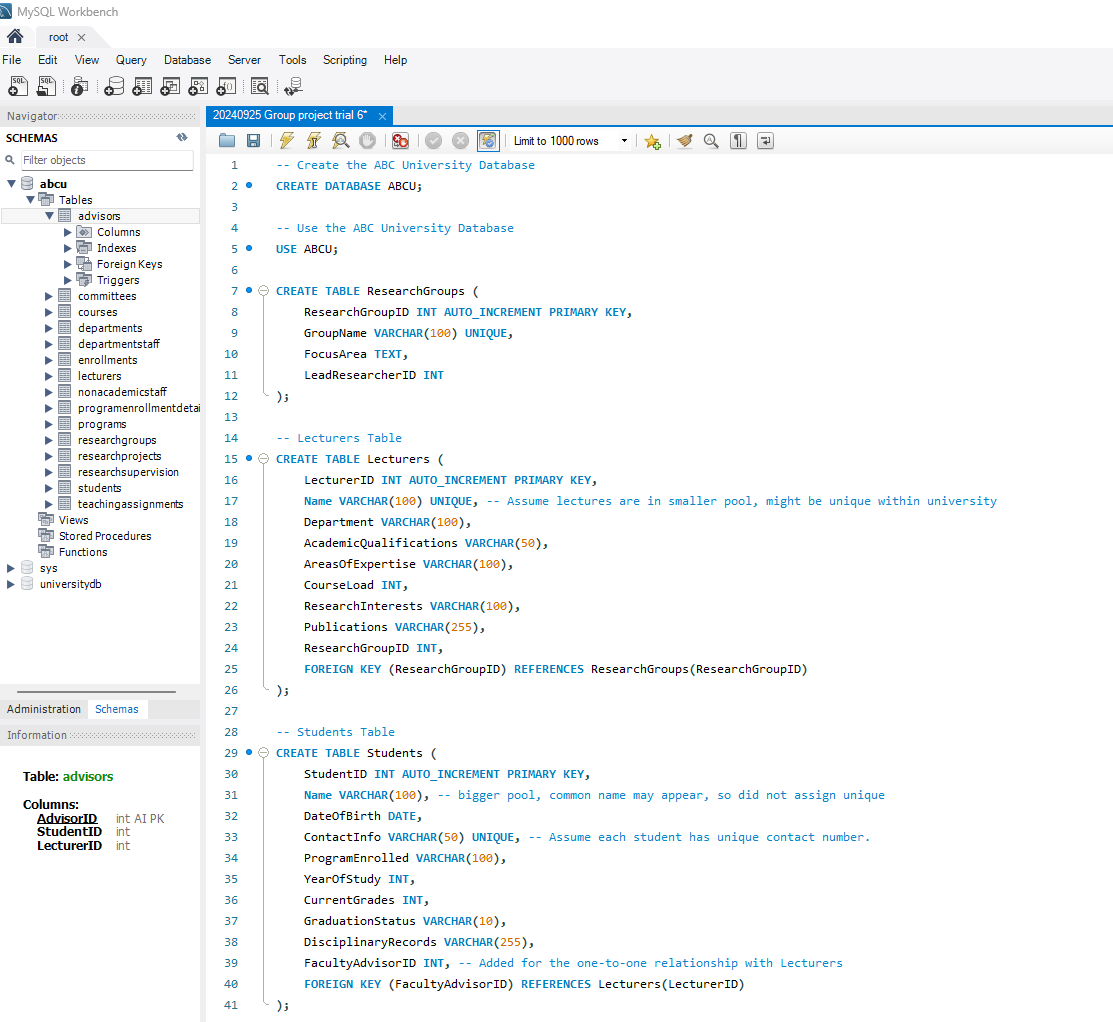 MySQL Workbench
root
File Edit View Query Database Server Tools Scripting Help
Navigator
SCHEMAS
Filter objects
abcu
Tables
advisors
Columns
Indexes
Foreign Keys
Triggers
committees
courses
departments
departmentstaff
enrollments
lecturers
nonacademicstaff
programenrollmentdetai
programs
researchgroups
researchprojects
researchsupervision
students
teachingassignments
Views
Stored Procedures
Functions
sys
universitydb
Administration Schemas
Information
Table: advisors
Columns:
AdvisorID int AI PK
StudentID int
LecturerID int
20240925 Group project trial 6*
Limit to 1000 rows
1 -- Create the ABC University Database
2 CREATE DATABASE ABCU;
3
4 -- Use the ABC University Database
5 USE ABCU;
6
7 CREATE TABLE ResearchGroups (
8 ResearchGroupID INT AUTO_INCREMENT PRIMARY KEY,
9 GroupName VARCHAR(100) UNIQUE,
10 FocusArea TEXT,
11 LeadResearcherID INT
12 );
13
14 -- Lecturers Table
15 CREATE TABLE Lecturers (
16 LecturerID INT AUTO_INCREMENT PRIMARY KEY,
17 Name VARCHAR(100) UNIQUE, -- Assume lectures are in smaller pool, might be unique within university
18 Department VARCHAR(100),
19 AcademicQualifications VARCHAR(50),
20 AreasOfExpertise VARCHAR(100),
21 CourseLoad INT,
22 ResearchInterests VARCHAR(100),
23 Publications VARCHAR(255),
24 ResearchGroupID INT,
25 FOREIGN KEY (ResearchGroupID) REFERENCES ResearchGroups(ResearchGroupID)
26 );
27
28 -- Students Table
29 CREATE TABLE Students (
30 StudentID INT AUTO_INCREMENT PRIMARY KEY,
31 Name VARCHAR(100), -- bigger pool, common name may appear, so did not assign unique
32 DateOfBirth DATE,
33 ContactInfo VARCHAR(50) UNIQUE, -- Assume each student has unique contact number.
34 ProgramEnrolled VARCHAR(100),
35 YearOfStudy INT,
36 CurrentGrades INT,
37 GraduationStatus VARCHAR(10),
38 DisciplinaryRecords VARCHAR(255),
39 FacultyAdvisorID INT, -- Added for the one-to-one relationship with Lecturers
40 FOREIGN KEY (FacultyAdvisorID) REFERENCES Lecturers(LecturerID)
41 );